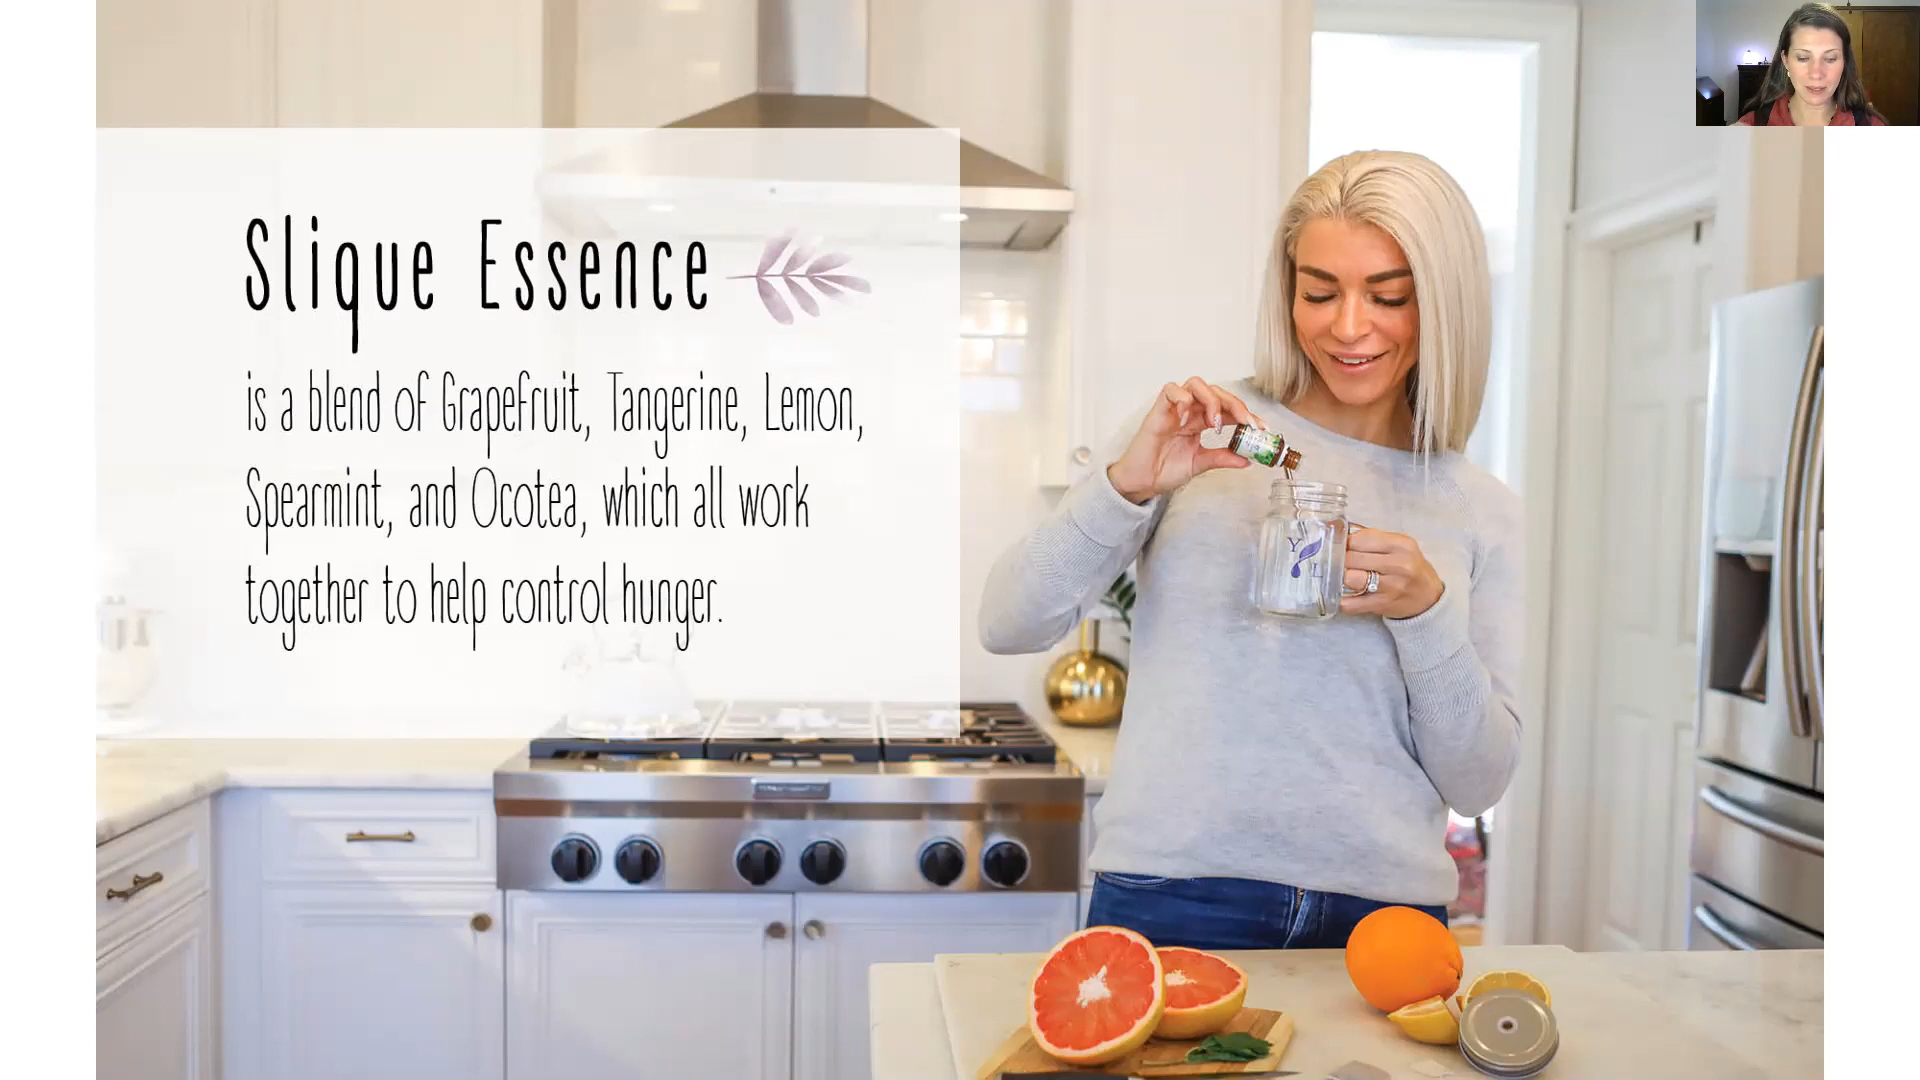 Slique Essence
is a blend of Grapefruit, Tangerine, Lemon,
Spearmint, and Ocotea, which all work
together to help control hunger.
Y
L